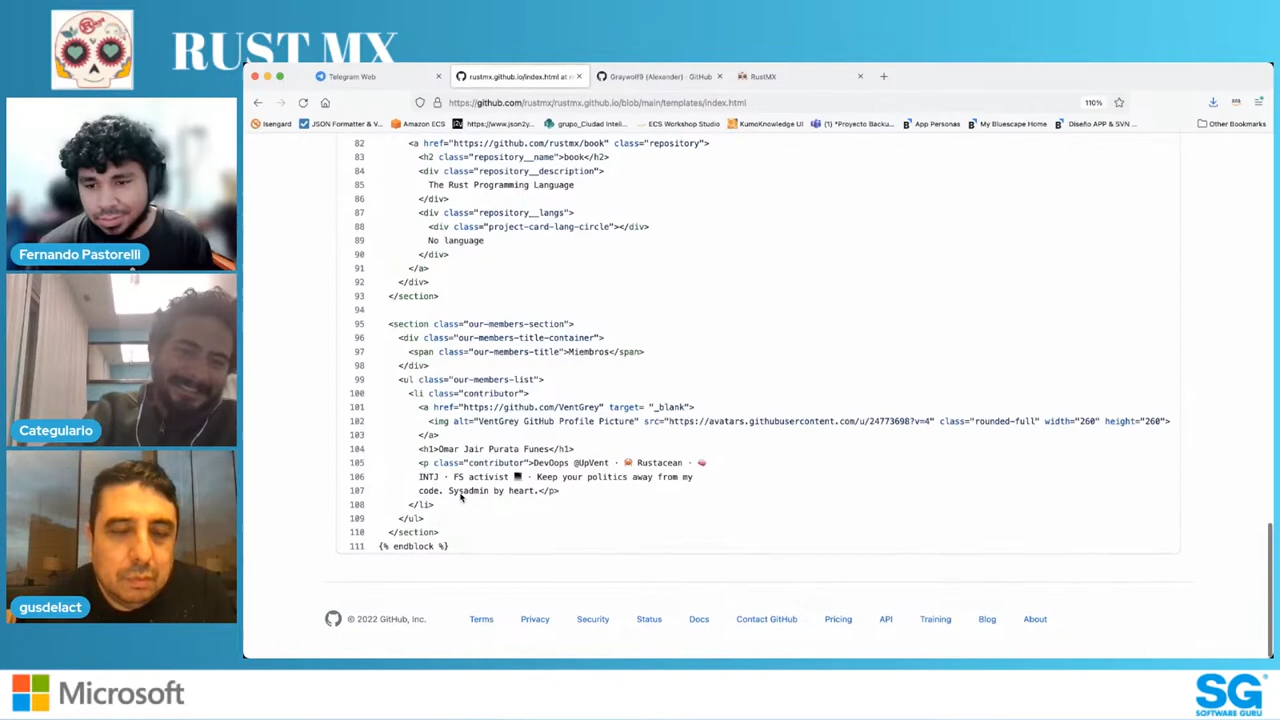 RUST MX
Telegram Web
rustmx.github.io/index.html at m
Graywolf9 (Alexander) · GitHub
RustMX
https://github.com/rustmx/rustmx.github.io/blob/main/templates/index.html
110%
Isengard
JSON Formatter & V...
Amazon ECS
https://www.json2y...
grupo_Ciudad Inteli...
ECS Workshop Studio
KumoKnowledge UI
(1) *Proyecto Backu...
App Personas
My Bluescape Home
Diseño APP & SVN ...
Other Bookmarks
82 <a href="https://github.com/rustmx/book" class="repository">
83 <h2 class="repository__name">book</h2>
84 <div class="repository__description">
85 The Rust Programming Language
86 </div>
87 <div class="repository__langs">
88 <div class="project-card-lang-circle"></div>
89 No language
90 </div>
91 </a>
92 </div>
93 </section>
94
95 <section class="our-members-section">
96 <div class="our-members-title-container">
97 <span class="our-members-title">Miembros</span>
98 </div>
99 <ul class="our-members-list">
100 <li class="contributor">
101 <a href="https://github.com/VentGrey" target= "_blank">
102 <img alt="VentGrey GitHub Profile Picture" src="https://avatars.githubusercontent.com/u/24773698?v=4" class="rounded-full" width="260" height="260">
103 </a>
104 <h1>Omar Jair Purata Funes</h1>
105 <p class="contributor">DevOops @UpVent · 🦀 Rustacean · 🧠
106 INTJ · FS activist 💻 · Keep your politics away from my
107 code. Sysadmin by heart.</p>
108 </li>
109 </ul>
110 </section>
111 {% endblock %}
© 2022 GitHub, Inc.
Terms
Privacy
Security
Status
Docs
Contact GitHub
Pricing
API
Training
Blog
About
Fernando Pastorelli
Categulario
gusdelact
Microsoft
SG
SOFTWARE GURU